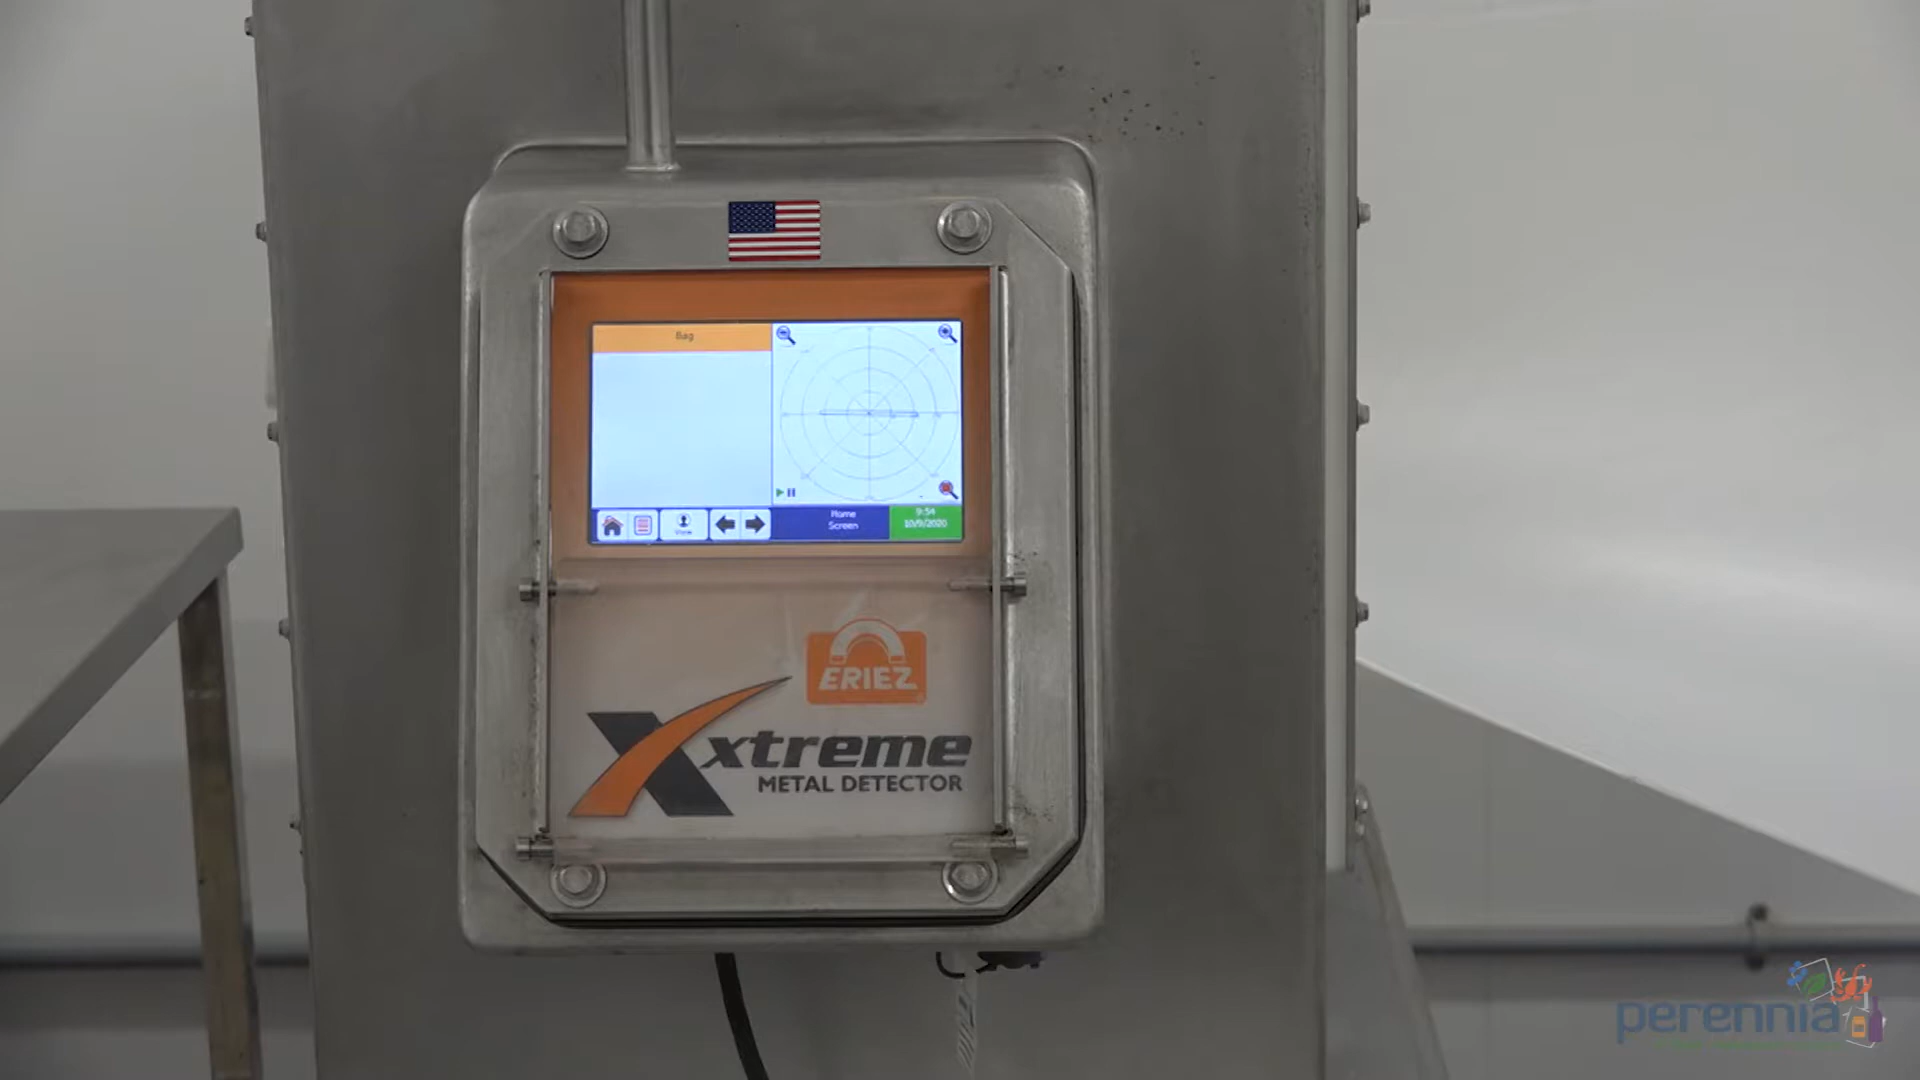 Bag
View
Home
Screen
9:54
10/9/2020
ERIEZ
Xtreme
METAL DETECTOR
perennia